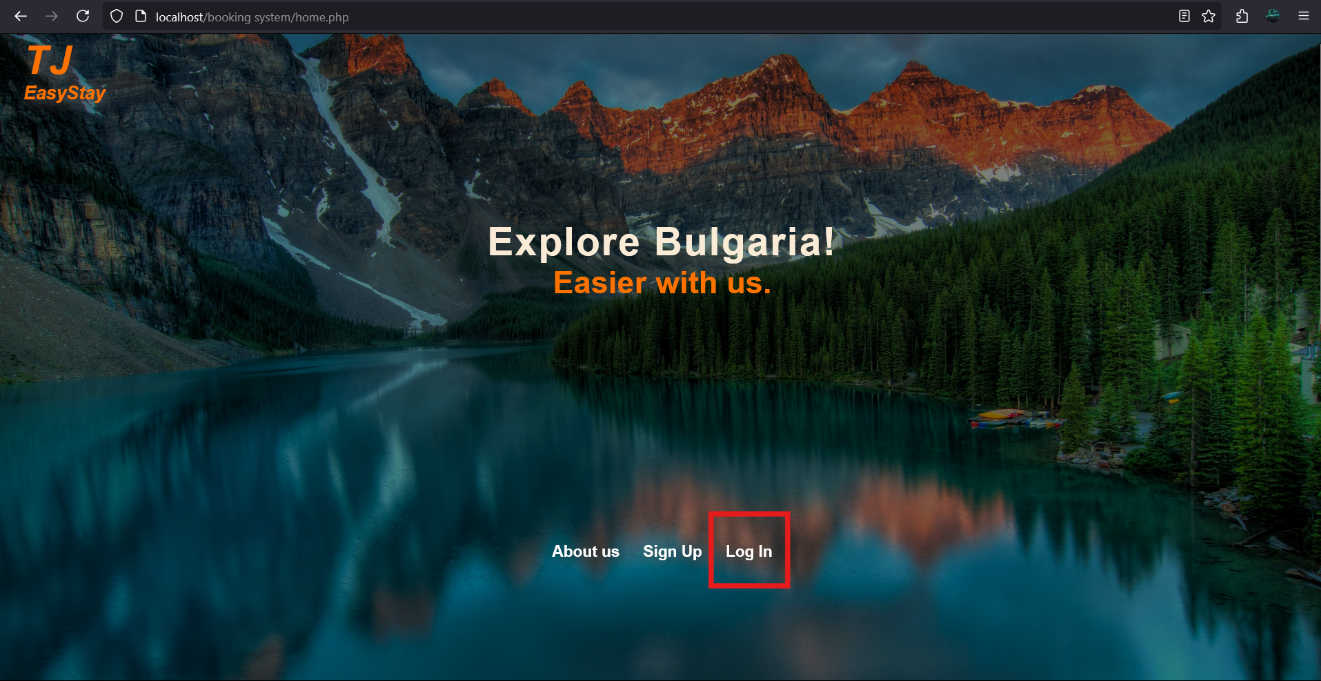 localhost/booking system/home.php
TJ
EasyStay
Explore Bulgaria!
Easier with us.
About us Sign Up Log In